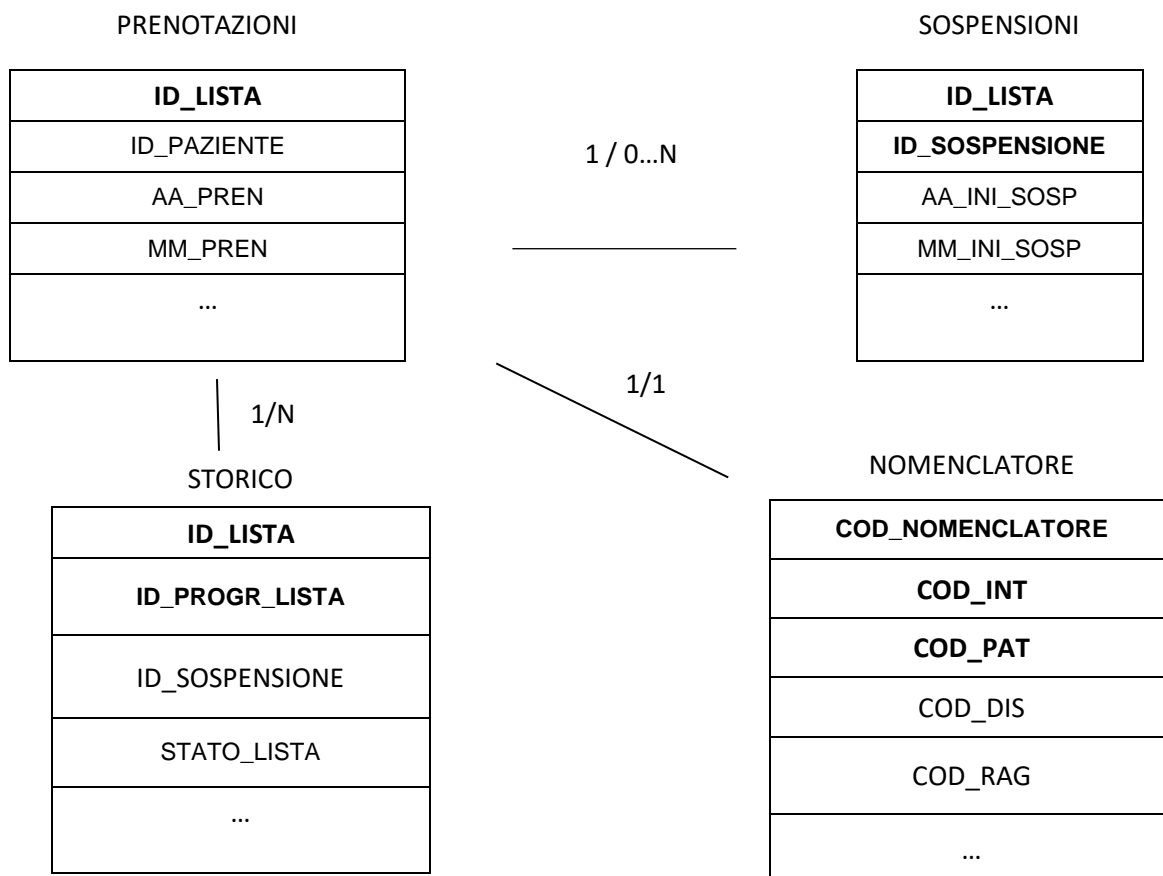 PRENOTAZIONI
ID_LISTA
ID_PAZIENTE
AA_PREN
MM_PREN
...
1 / 0...N
SOSPENSIONI
ID_LISTA
ID_SOSPENSIONE
AA_INI_SOSP
MM_INI_SOSP
...
1/N
1/1
STORICO
ID_LISTA
ID_PROGR_LISTA
ID_SOSPENSIONE
STATO_LISTA
...
NOMENCLATORE
COD_NOMENCLATORE
COD_INT
COD_PAT
COD_DIS
COD_RAG
...